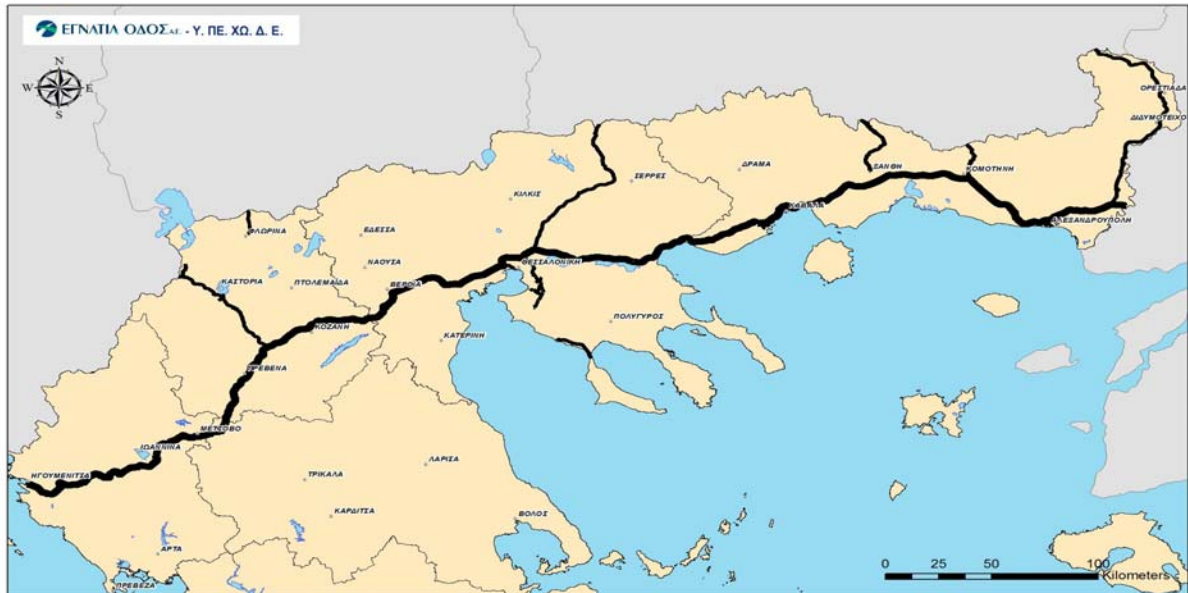 ΕΓΝΑΤΙΑ ΟΔΟΣ Α.Ε. - Υ. ΠΕ. ΧΩ. Δ. Ε.
N
W E
S
ΟΡΕΣΤΙΑΔΑ
ΔΙΔΥΜΟΤΕΙΧΟ
ΞΑΝΘΗ
ΚΟΜΟΤΗΝΗ
ΔΡΑΜΑ
ΣΕΡΡΕΣ
ΚΙΛΚΙΣ
ΚΑΒΑΛΑ
ΑΛΕΞΑΝΔΡΟΥΠΟΛΗ
ΦΛΩΡΙΝΑ
ΕΔΕΣΣΑ
ΘΕΣΣΑΛΟΝΙΚΗ
ΝΑΟΥΣΑ
ΚΑΣΤΟΡΙΑ
ΠΤΟΛΕΜΑΙΔΑ
ΒΕΡΟΙΑ
ΠΟΛΥΓΥΡΟΣ
ΚΟΖΑΝΗ
ΚΑΤΕΡΙΝΗ
ΓΡΕΒΕΝΑ
ΜΕΤΣΟΒΟ
ΙΩΑΝΝΙΝΑ
ΗΓΟΥΜΕΝΙΤΣΑ
ΛΑΡΙΣΑ
ΤΡΙΚΑΛΑ
ΚΑΡΔΙΤΣΑ
ΒΟΛΟΣ
ΑΡΤΑ
ΠΡΕΒΕΖΑ
0 25 50 100
Kilometers